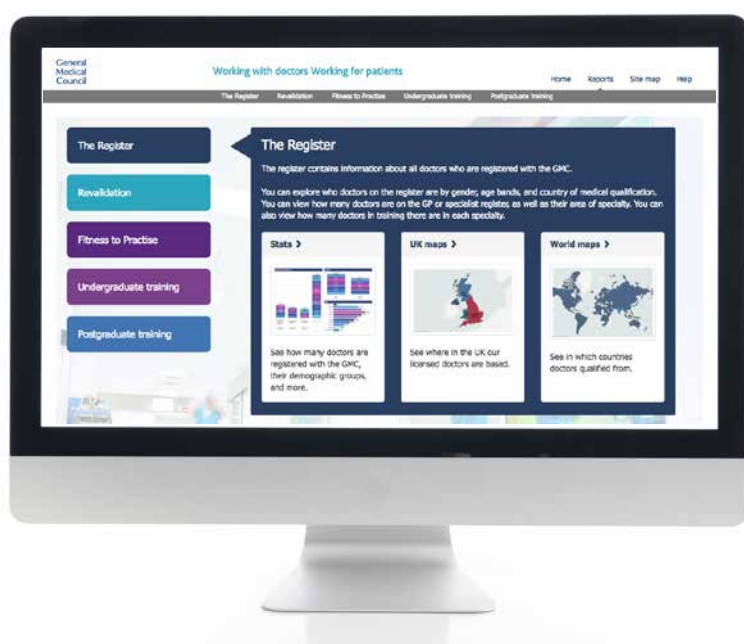 General
Medical
Council
Working with doctors Working for patients
Home Reports Site map Help
The Register Revalidation Fitness to Practise Undergraduate training Postgraduate training
The Register
Revalidation
Fitness to Practise
Undergraduate training
Postgraduate training
The Register
The register contains information about all doctors who are registered with the GMC.
You can explore who doctors on the register are by gender, age bands, and country of medical qualification.
You can view how many doctors are on the GP or specialist register, as well as their area of specialty. You can
also view how many doctors in training there are in each specialty.
Stats >
See how many doctors are
registered with the GMC,
their demographic groups,
and more.
UK maps >
See where in the UK our
licensed doctors are based.
World maps >
See in which countries
doctors qualified from.